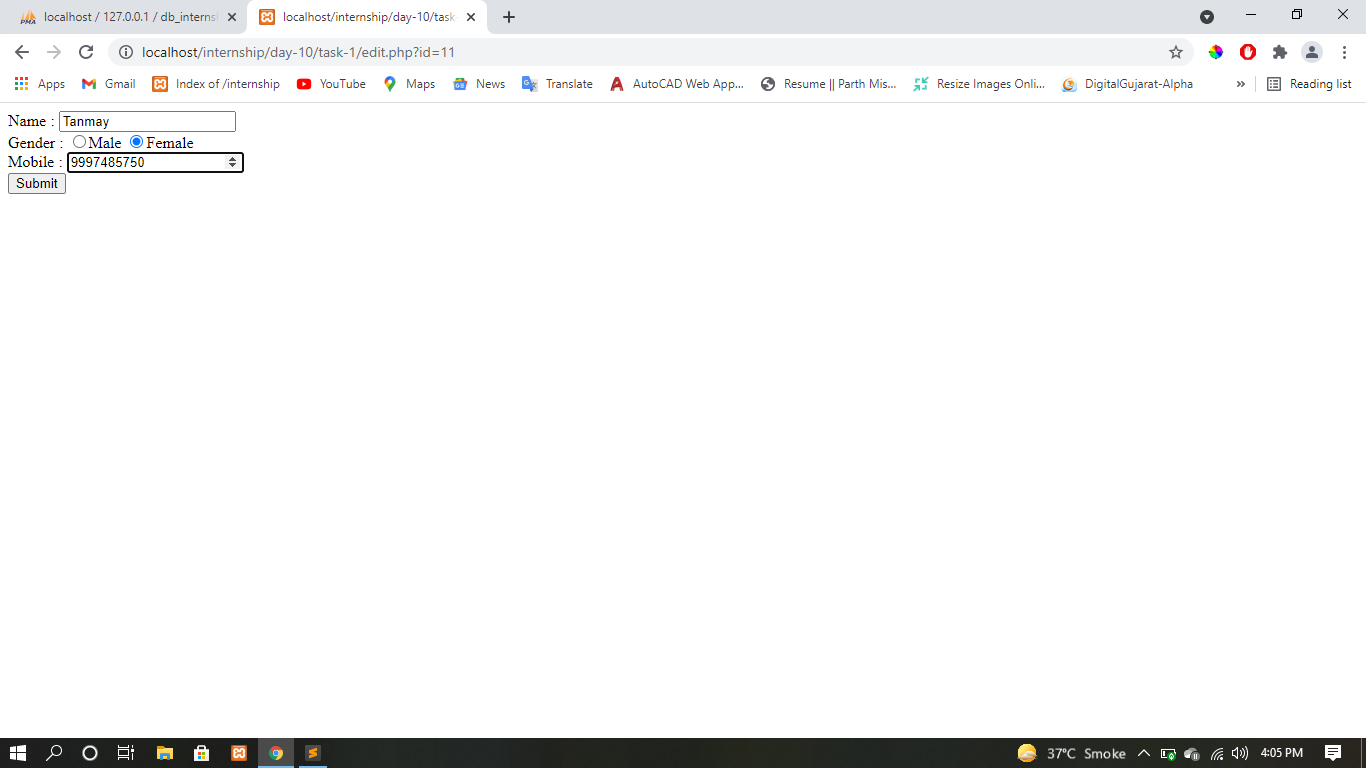 PMA localhost / 127.0.0.1 / db_interns localhost/internship/day-10/task-
localhost/internship/day-10/task-1/edit.php?id=11
Apps Gmail Index of /internship YouTube Maps News Translate AutoCAD Web App... Resume || Parth Mis... Resize Images Onli... DigitalGujarat-Alpha » Reading list
Name : Tanmay
Gender : Male Female
Mobile : 9997485750
Submit
37°C Smoke 4:05 PM